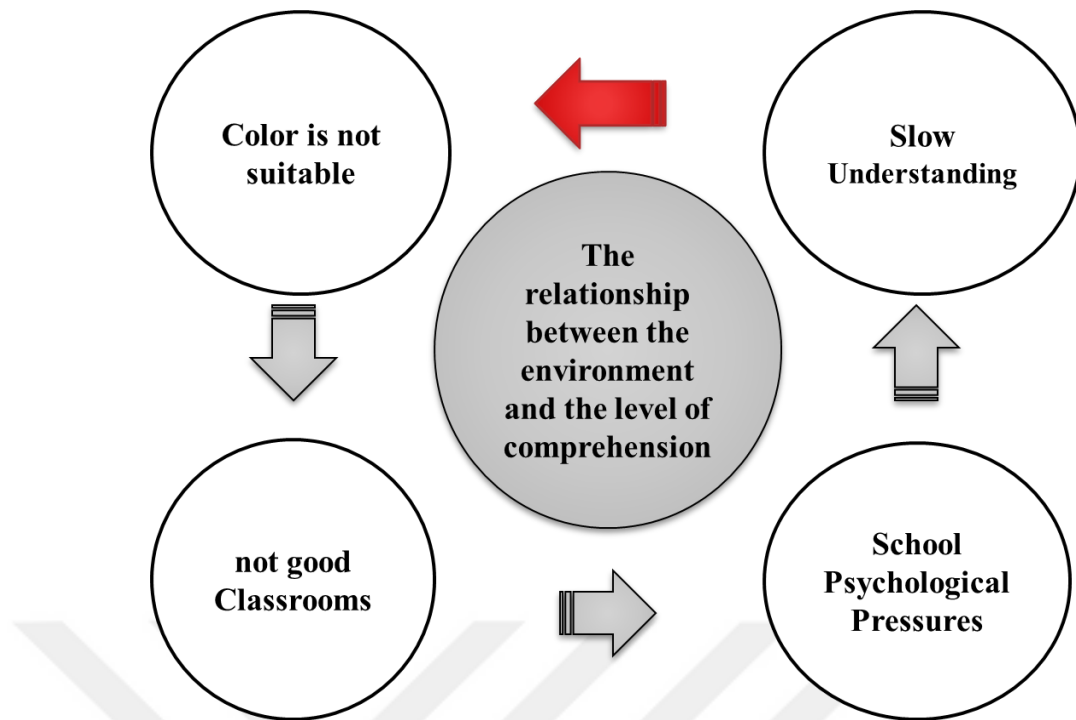 Color is not
suitable
Slow
Understanding
The
relationship
between the
environment
and the level of
comprehension
not good
Classrooms
School
Psychological
Pressures